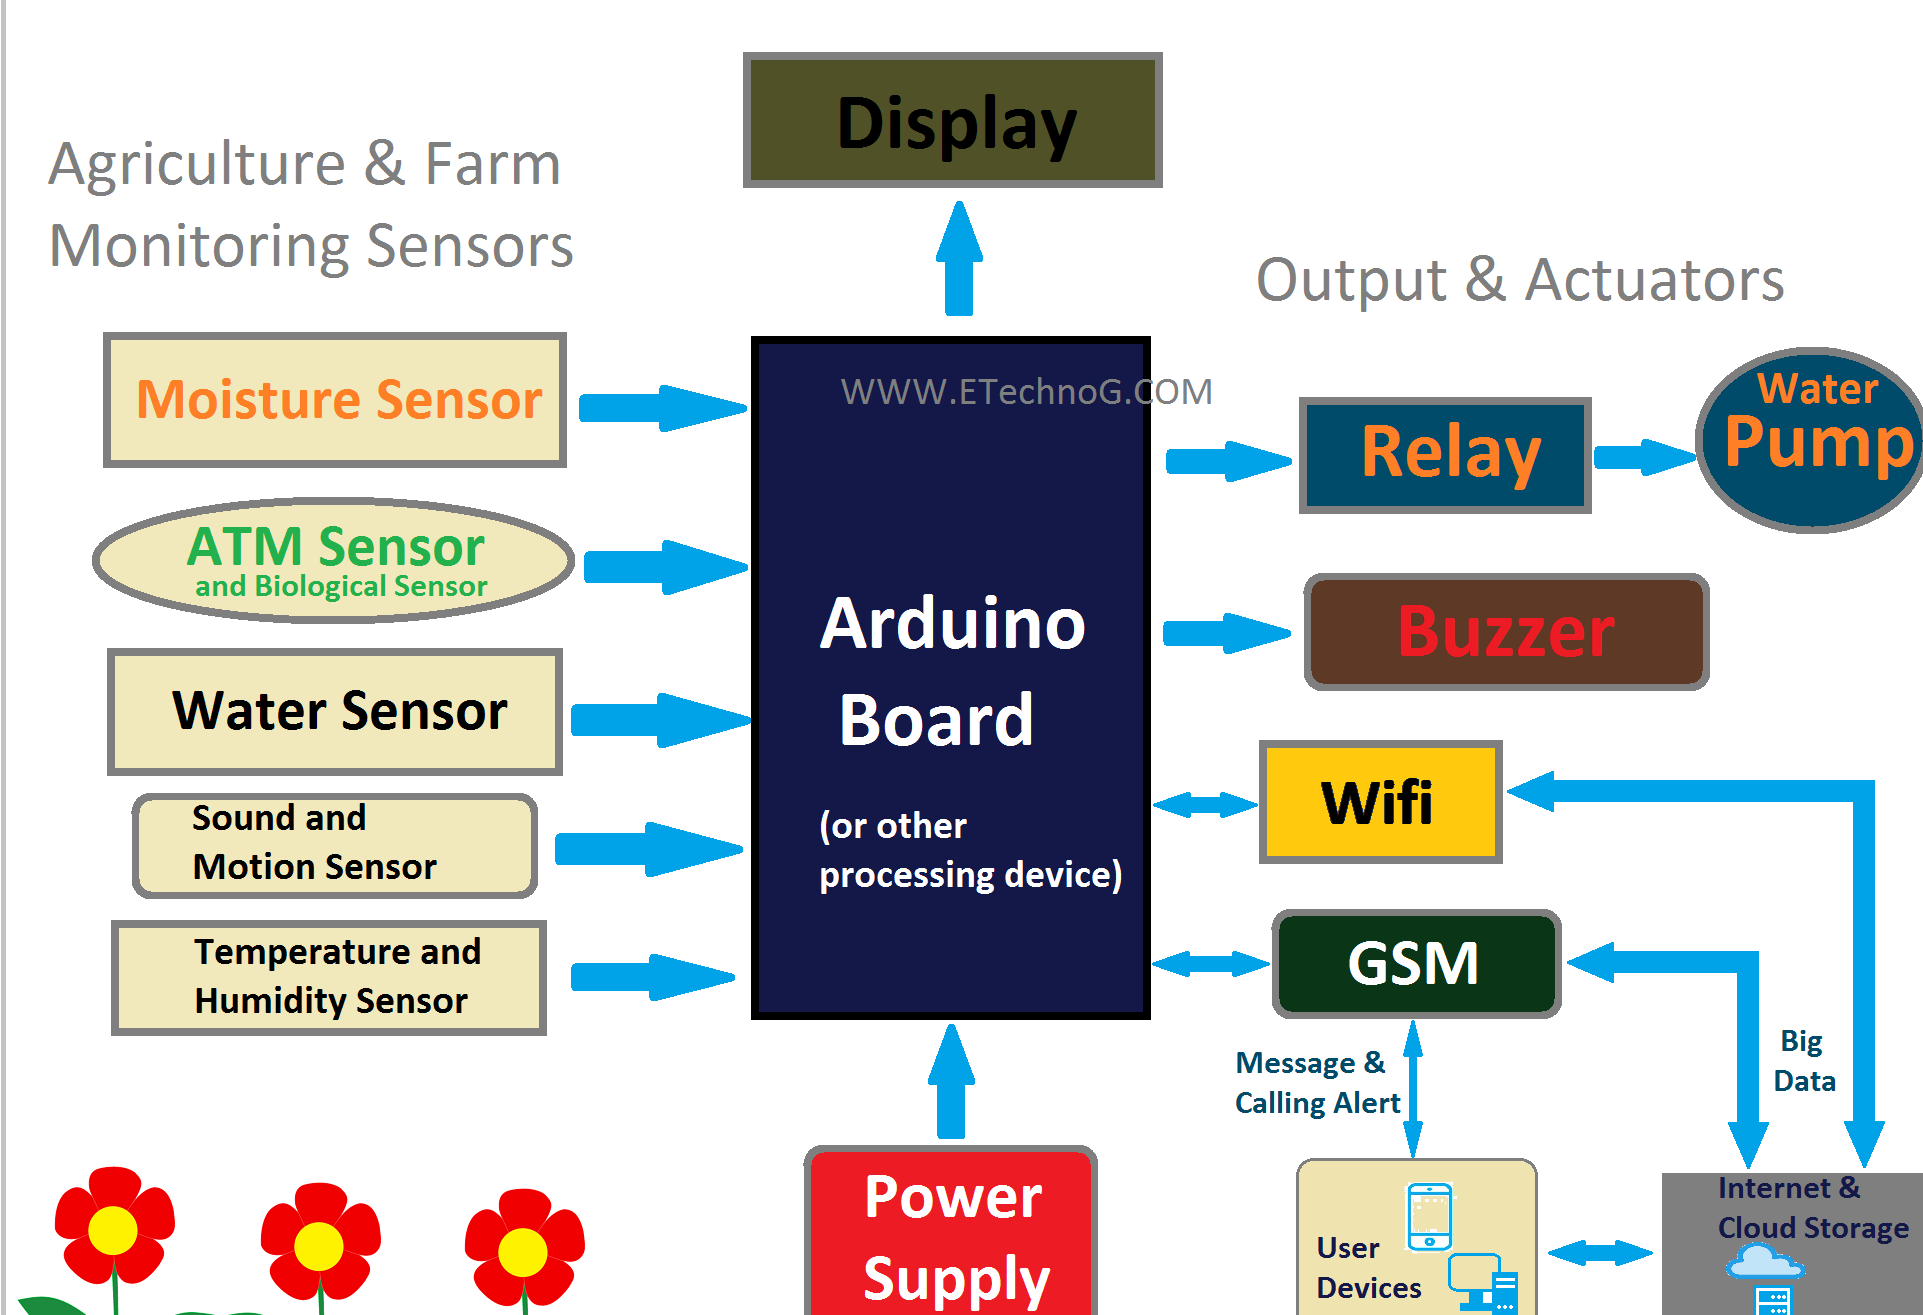 Display
Agriculture & Farm
Monitoring Sensors
Output & Actuators
WWW.ETechnoG.COM
Moisture Sensor
ATM Sensor
and Biological Sensor
Water Sensor
Sound and
Motion Sensor
Temperature and
Humidity Sensor
Arduino
Board
(or other
processing device)
Relay
Water
Pump
Buzzer
Wifi
GSM
Message &
Calling Alert
Big
Data
Power
Supply
User
Devices
Internet &
Cloud Storage